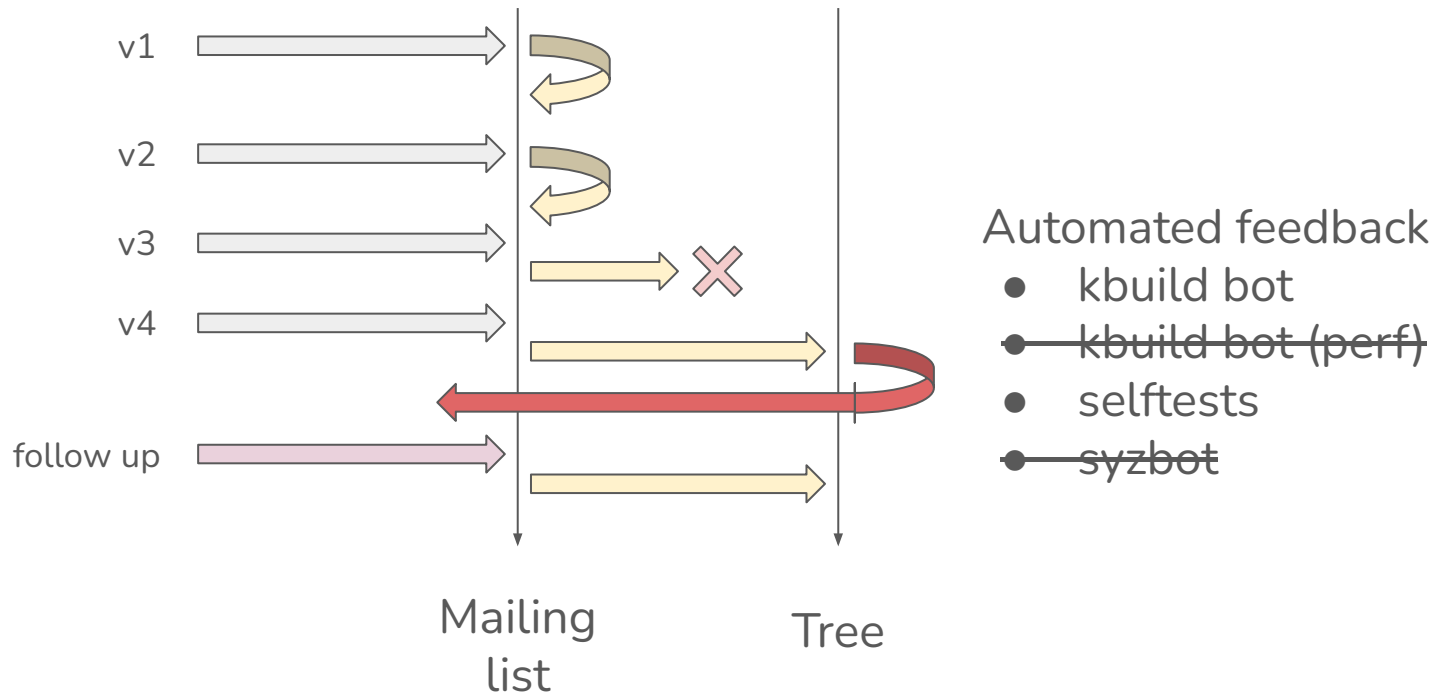 v1
v2
v3
v4
follow up
Mailing
list
Tree
Automated feedback
● kbuild bot
● kbuild bot (perf)
● selftests
● syzbot